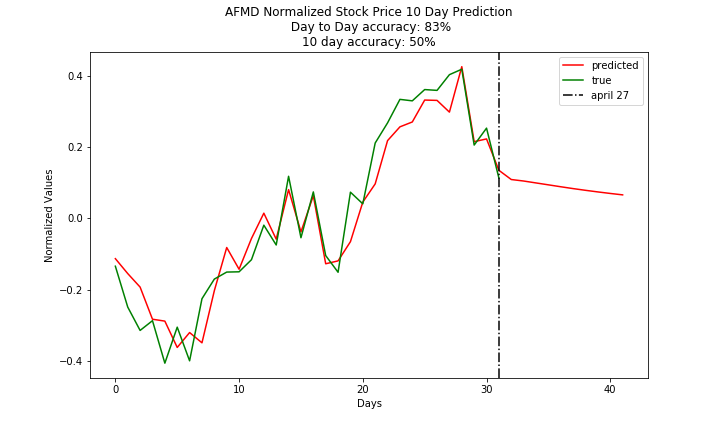 AFMD Normalized Stock Price 10 Day Prediction
Day to Day accuracy: 83%
10 day accuracy: 50%
predicted
true
april 27
Normalized Values
0.4
0.2
0.0
−0.2
−0.4
0
10
20
30
40
Days